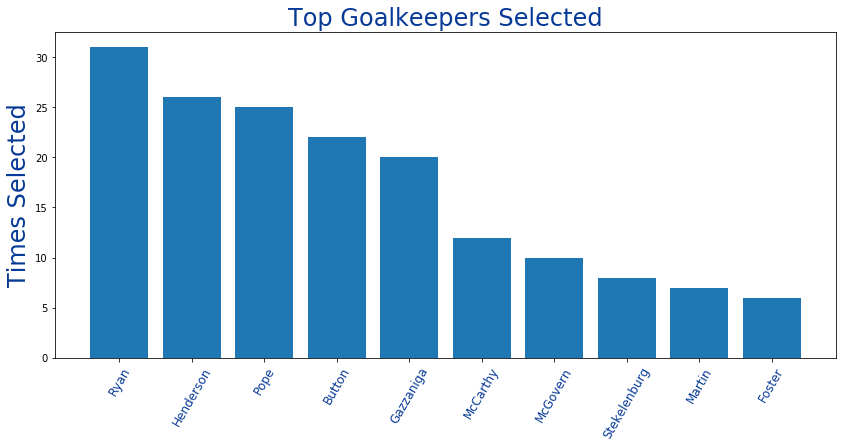 Top Goalkeepers Selected
Times Selected
30
25
20
15
10
5
0
Ryan
Henderson
Pope
Button
Gazzaniga
McCarthy
McGovern
Stekelenburg
Martin
Foster